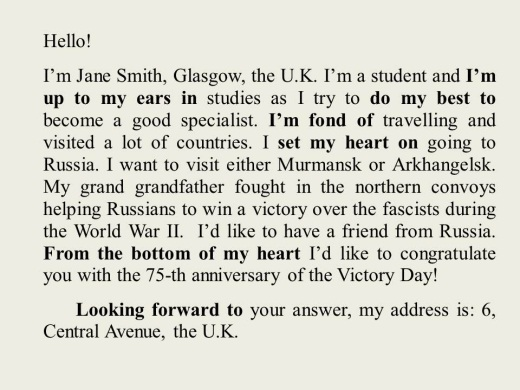 Hello!
I'm Jane Smith, Glasgow, the U.K. I'm a student and I'm
up to my ears in studies as I try to do my best to
become a good specialist. I'm fond of travelling and
visited a lot of countries. I set my heart on going to
Russia. I want to visit either Murmansk or Arkhangelsk.
My grand grandfather fought in the northern convoys
helping Russians to win a victory over the fascists during
the World War II. I'd like to have a friend from Russia.
From the bottom of my heart I'd like to congratulate
you with the 75-th anniversary of the Victory Day!
Looking forward to your answer, my address is: 6,
Central Avenue, the U.K.